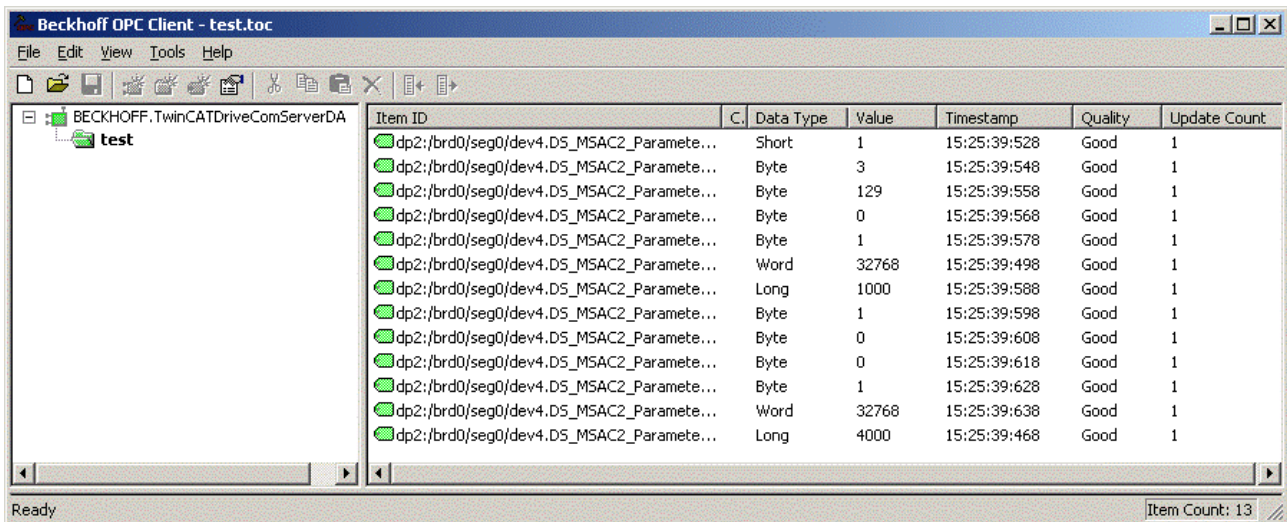 Beckhoff OPC Client - test.toc
File Edit View Tools Help
BECKHOFF.TwinCATDriveComServerDA
test
Item ID C. Data Type Value Timestamp Quality Update Count
dp2:/brd0/seg0/dev4.DS_MSAC2_Paramete... Short 1 15:25:39:528 Good 1
dp2:/brd0/seg0/dev4.DS_MSAC2_Paramete... Byte 3 15:25:39:548 Good 1
dp2:/brd0/seg0/dev4.DS_MSAC2_Paramete... Byte 129 15:25:39:558 Good 1
dp2:/brd0/seg0/dev4.DS_MSAC2_Paramete... Byte 0 15:25:39:568 Good 1
dp2:/brd0/seg0/dev4.DS_MSAC2_Paramete... Byte 1 15:25:39:578 Good 1
dp2:/brd0/seg0/dev4.DS_MSAC2_Paramete... Word 32768 15:25:39:498 Good 1
dp2:/brd0/seg0/dev4.DS_MSAC2_Paramete... Long 1000 15:25:39:588 Good 1
dp2:/brd0/seg0/dev4.DS_MSAC2_Paramete... Byte 1 15:25:39:598 Good 1
dp2:/brd0/seg0/dev4.DS_MSAC2_Paramete... Byte 0 15:25:39:608 Good 1
dp2:/brd0/seg0/dev4.DS_MSAC2_Paramete... Byte 0 15:25:39:618 Good 1
dp2:/brd0/seg0/dev4.DS_MSAC2_Paramete... Byte 1 15:25:39:628 Good 1
dp2:/brd0/seg0/dev4.DS_MSAC2_Paramete... Word 32768 15:25:39:638 Good 1
dp2:/brd0/seg0/dev4.DS_MSAC2_Paramete... Long 4000 15:25:39:468 Good 1
Ready Item Count: 13